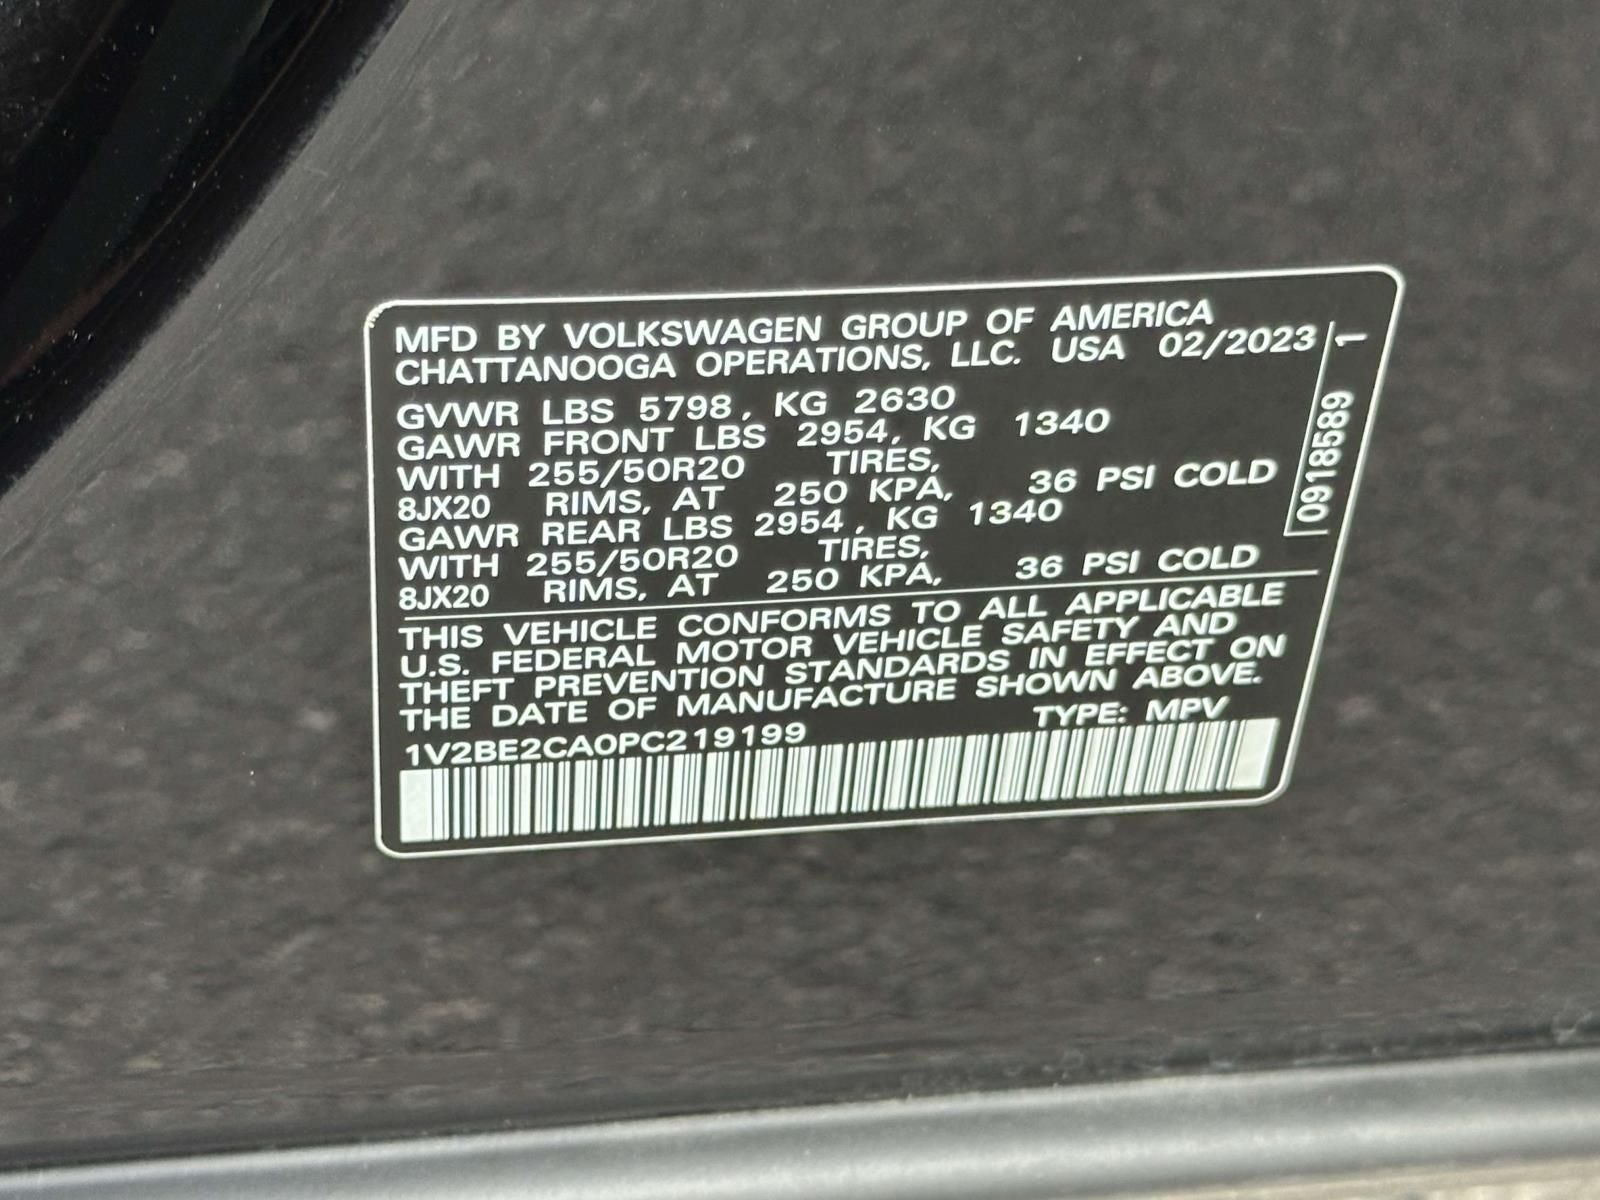 MFD BY VOLKSWAGEN GROUP OF AMERICA
CHATTANOOGA OPERATIONS, LLC. USA 02/2023
GVWR LBS 5798, KG 2630
GAWR FRONT LBS 2954, KG 1340
WITH 255/50R20 TIRES,
8JX20 RIMS, AT 250 KPA, 36 PSI COLD
GAWR REAR LBS 2954, KG 1340
WITH 255/50R20 TIRES,
8JX20 RIMS, AT 250 KPA, 36 PSI COLD
THIS VEHICLE CONFORMS TO ALL APPLICABLE
U.S. FEDERAL MOTOR VEHICLE SAFETY AND
THEFT PREVENTION STANDARDS IN EFFECT ON
THE DATE OF MANUFACTURE SHOWN ABOVE.
1V2BE2CA0PC219199 TYPE: MPV
0918589 1